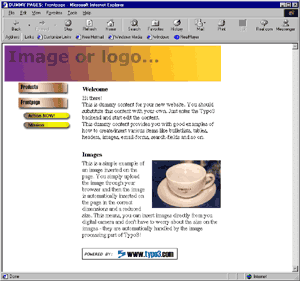 DUMMY PAGES: Frontpage - Microsoft Internet Explorer
File Edit View Favorites Tools Help
Back Stop Refresh Home Search Favorites History Mail Print Real.com Messenger
Address Customize Links Free Hotmail Windows Media Windows RealPlayer
Image or logo...
Products
Frontpage
Action NOW!
Mission
Welcome
Hi there!
This is dummy content for your new website. You should
substitute this content with your own. Just enter the Typo3
backend and start edit the content.
This dummy content provides you with good examples of
how to create/insert various items like bulletlists, tables,
headers, images, email-forms, search fields and so on.
Images
This is a simple example of
an image inserted on the
page. You simply upload
the image through your
browser and then the image
is automatically inserted on
the page in the correct
dimensions and a reduced
size. This means, you can insert images directly from you
digital camera and don't have to worry about the size on the
images - they are automatically handled by the image
processing part of Typo3!
POWERED BY: www.typo3.com
Done Internet